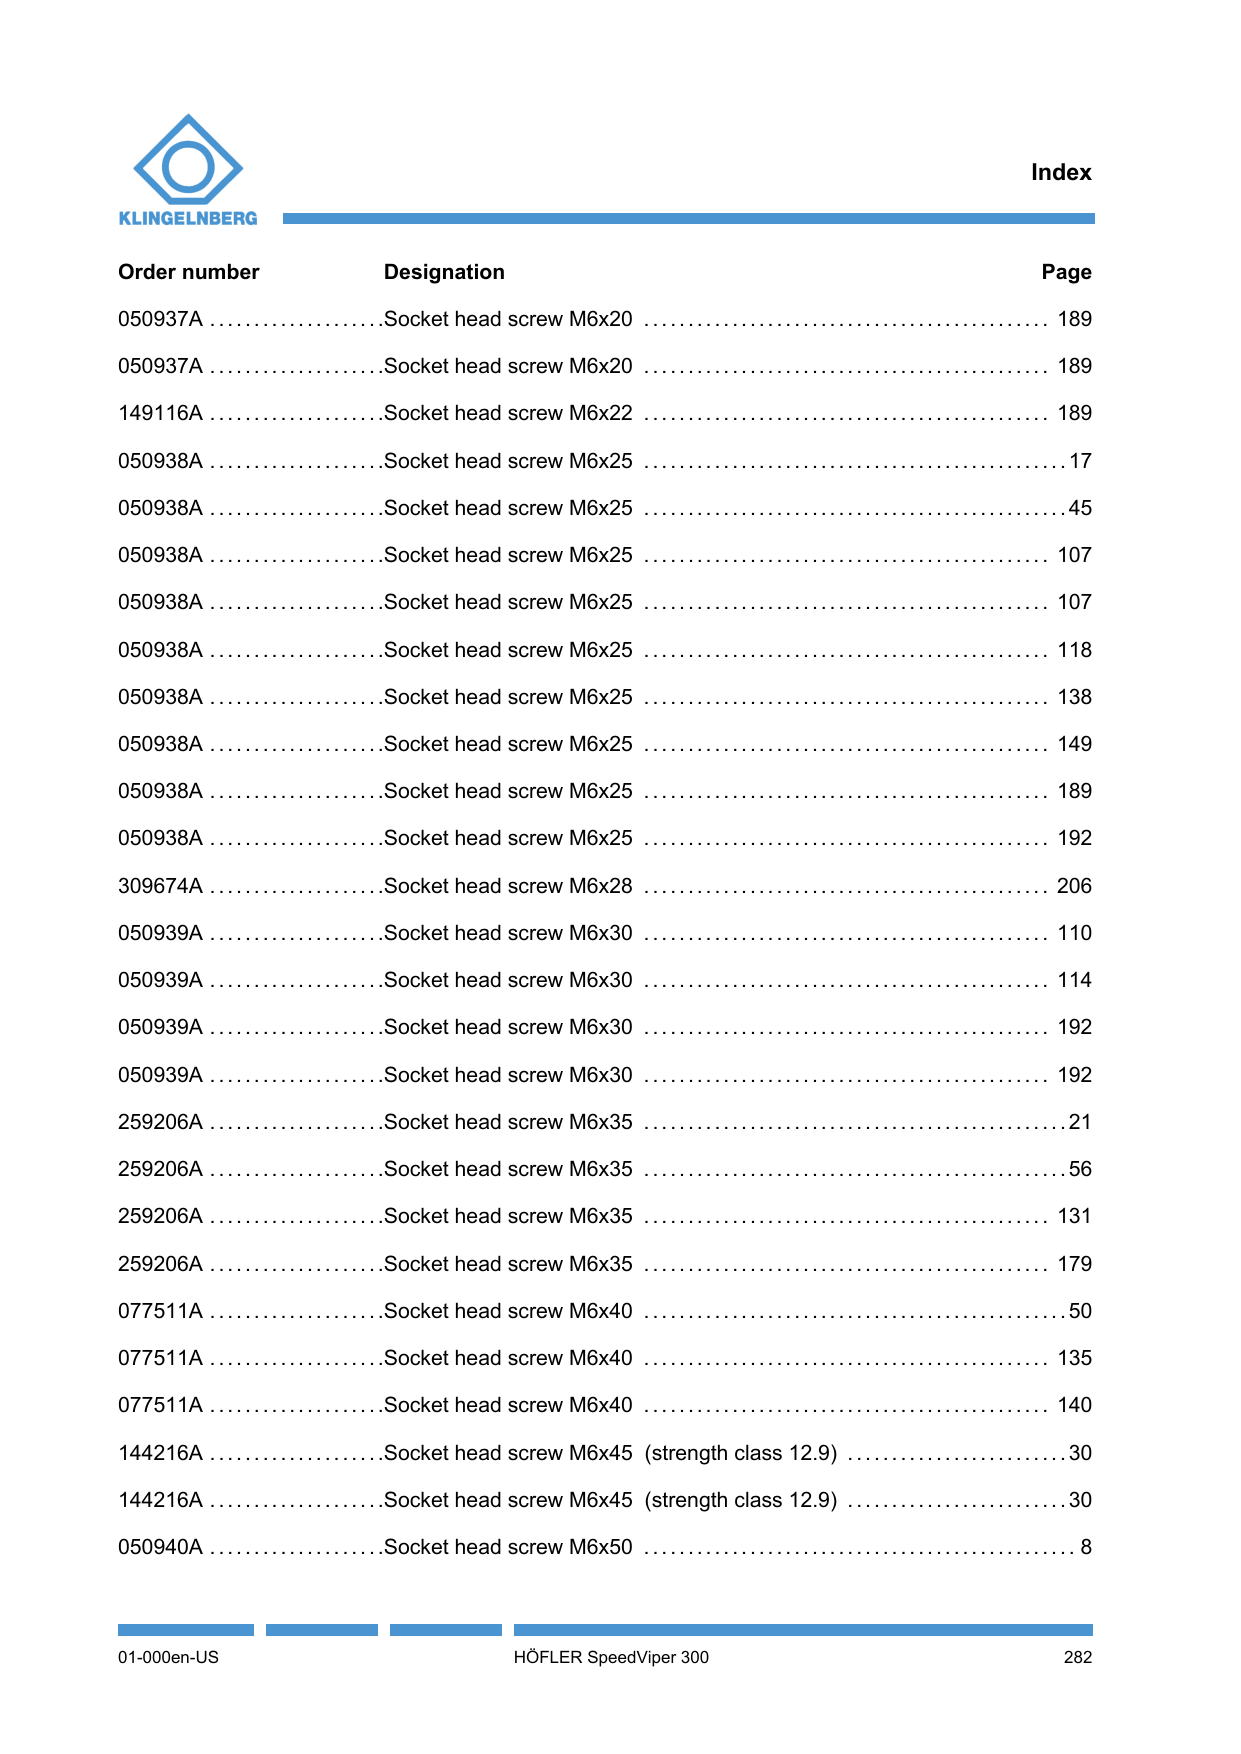 KLINGELNBERG
Index
Order number Designation Page
050937A ....................Socket head screw M6x20 .............................................. 189
050937A ....................Socket head screw M6x20 .............................................. 189
149116A ....................Socket head screw M6x22 .............................................. 189
050938A ....................Socket head screw M6x25 ................................................17
050938A ....................Socket head screw M6x25 ................................................45
050938A ....................Socket head screw M6x25 .............................................. 107
050938A ....................Socket head screw M6x25 .............................................. 107
050938A ....................Socket head screw M6x25 .............................................. 118
050938A ....................Socket head screw M6x25 .............................................. 138
050938A ....................Socket head screw M6x25 .............................................. 149
050938A ....................Socket head screw M6x25 .............................................. 189
050938A ....................Socket head screw M6x25 .............................................. 192
309674A ....................Socket head screw M6x28 .............................................. 206
050939A ....................Socket head screw M6x30 .............................................. 110
050939A ....................Socket head screw M6x30 .............................................. 114
050939A ....................Socket head screw M6x30 .............................................. 192
050939A ....................Socket head screw M6x30 .............................................. 192
259206A ....................Socket head screw M6x35 ................................................21
259206A ....................Socket head screw M6x35 ................................................56
259206A ....................Socket head screw M6x35 .............................................. 131
259206A ....................Socket head screw M6x35 .............................................. 179
077511A ....................Socket head screw M6x40 ................................................50
077511A ....................Socket head screw M6x40 .............................................. 135
077511A ....................Socket head screw M6x40 .............................................. 140
144216A ....................Socket head screw M6x45 (strength class 12.9) .........................30
144216A ....................Socket head screw M6x45 (strength class 12.9) .........................30
050940A ....................Socket head screw M6x50 ................................................. 8
01-000en-US HÖFLER SpeedViper 300 282